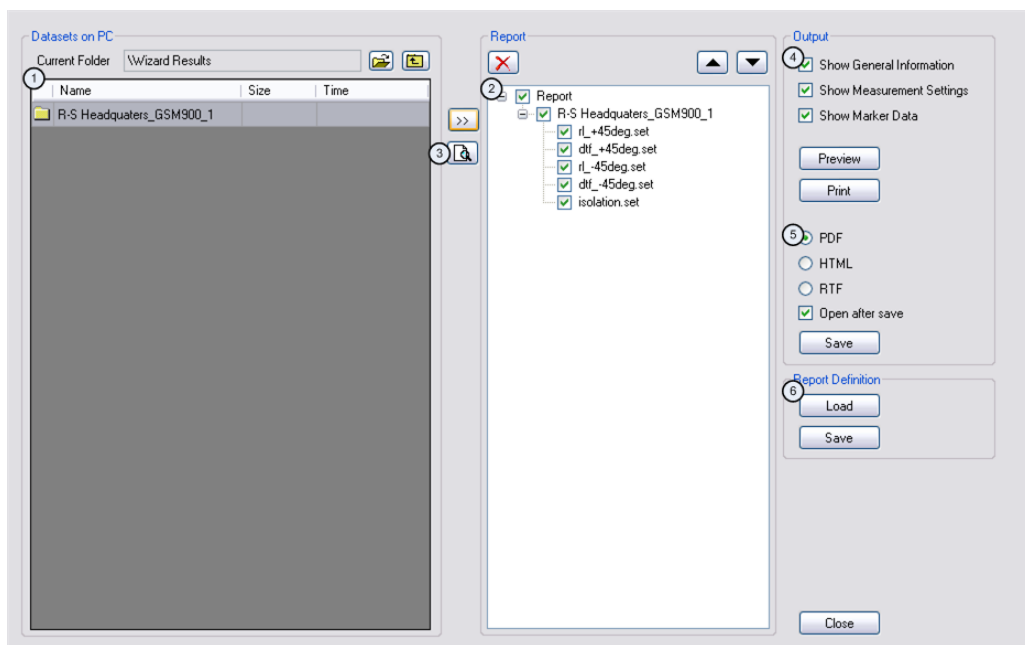 Datasets on PC
Current Folder \Wizard Results
1
Name Size Time
R-S Headquaters_GSM900_1
>>
3
Report
2
Report
R-S Headquaters_GSM900_1
rl_+45deg.set
dtf_+45deg.set
rl_-45deg.set
dtf_-45deg.set
isolation.set
Output
4
Show General Information
Show Measurement Settings
Show Marker Data
Preview
Print
5
PDF
HTML
RTF
Open after save
Save
Report Definition
6
Load
Save
Close